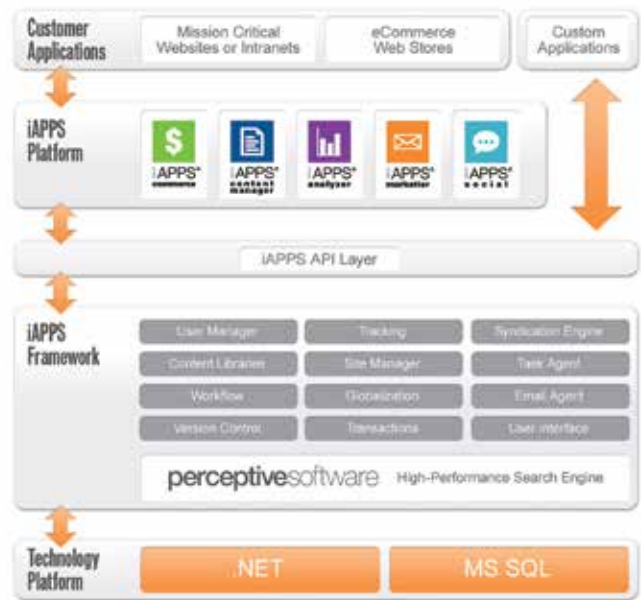 Customer
Applications
Mission Critical
Websites or Intranets
eCommerce
Web Stores
Custom
Applications
iAPPS
Platform
$
iAPPS®
commerce
iAPPS®
content
manager
iAPPS®
analyzer
iAPPS®
marketier
iAPPS®
social
iAPPS API Layer
iAPPS
Framework
User Manager
Tracking
Syndication Engine
Content Libraries
Site Manager
Task Agent
Workflow
Globalization
Email Agent
Version Control
Transactions
User interface
perceptivesoftware High-Performance Search Engine
Technology
Platform
.NET
MS SQL